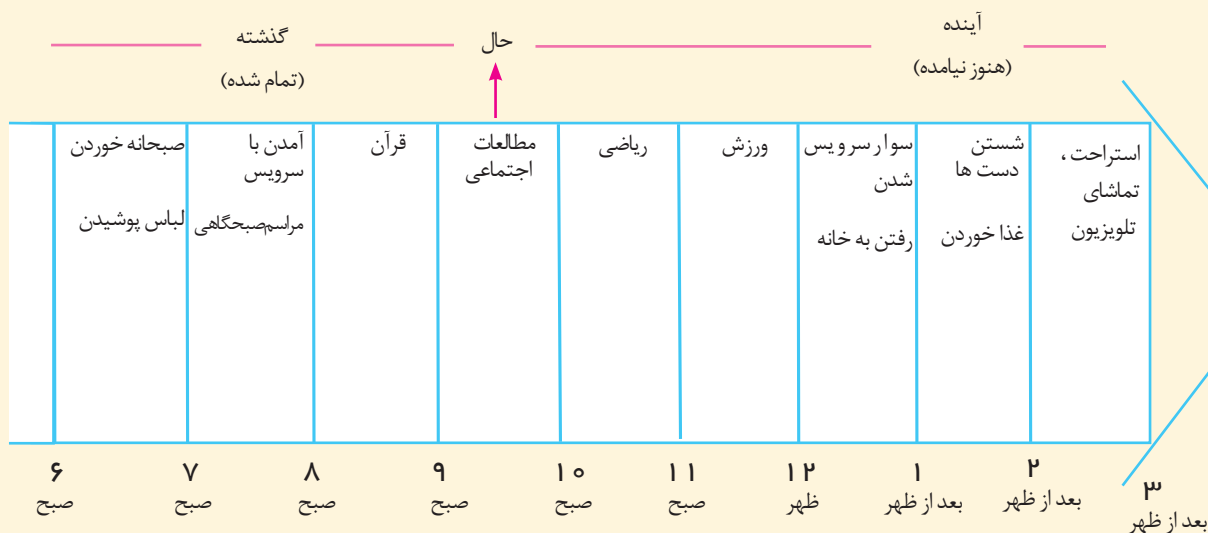 گذشته
(تمام شده)
حال
آینده
(هنوز نیامده)
صبحانه خوردن
لباس پوشیدن
آمدن با
سرویس
مراسم صبحگاهی
قرآن
مطالعات
اجتماعی
ریاضی
ورزش
سوار سرویس
شدن
رفتن به خانه
شستن
دست ها
غذا خوردن
استراحت ،
تماشای
تلویزیون
۶
صبح
۷
صبح
۸
صبح
۹
صبح
۱۰
صبح
۱۱
صبح
۱۲
ظهر
۱
بعد از ظهر
۲
بعد از ظهر
۳
بعد از ظهر